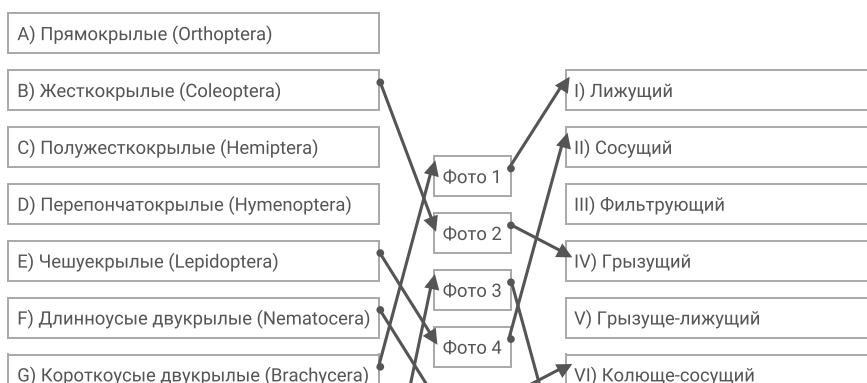 A) Прямокрылые (Orthoptera)
B) Жесткокрылые (Coleoptera)
C) Полужесткокрылые (Hemiptera)
D) Перепончатокрылые (Hymenoptera)
E) Чешуекрылые (Lepidoptera)
F) Длинноусые двукрылые (Nematocera)
G) Короткоусые двукрылые (Brachycera)
Фото 1
Фото 2
Фото 3
Фото 4
I) Лижущий
II) Сосущий
III) Фильтрующий
IV) Грызущий
V) Грызуще-лижущий
VI) Колюще-сосущий